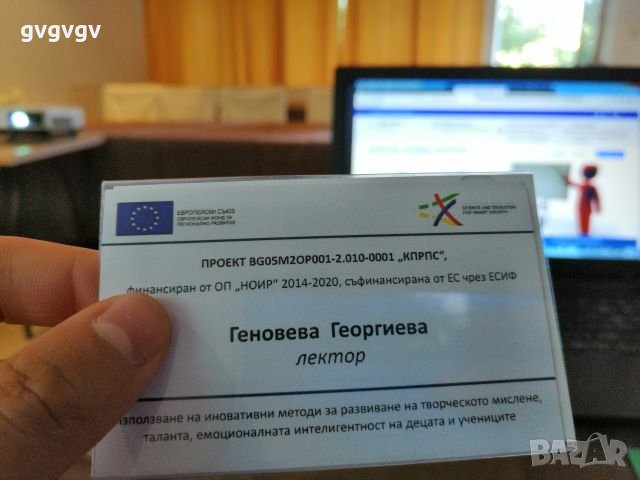 gvgvgv
ЕВРОПЕЙСКИ СЪЮЗ
ЕВРОПЕЙСКИ ФОНД ЗА
РЕГИОНАЛНО РАЗВИТИЕ
SCIENCE AND EDUCATION
FOR SMART GROWTH
ПРОЕКТ BG05M2OP001-2.010-0001 „КПРПС“,
финансиран от ОП „НОИР“ 2014-2020, съфинансирана от ЕС чрез ЕСИФ
Геновева Георгиева
лектор
използване на иновативни методи за развиване на творческото мислене,
таланта, емоционалната интелигентност на децата и учениците
BAZAR